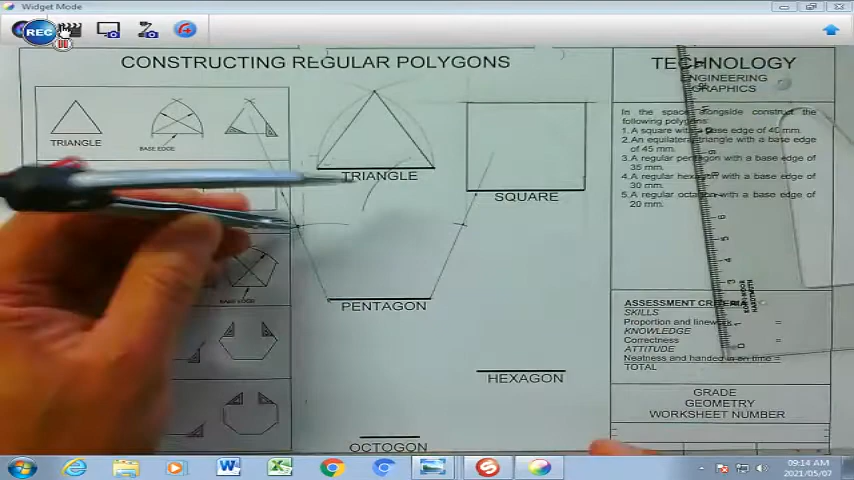 Widget Mode
REC
CONSTRUCTING REGULAR POLYGONS
TECHNOLOGY
ENGINEERING
GRAPHICS
TRIANGLE
BASE EDGE
TRIANGLE
SQUARE
In the space alongside construct the
following polygons
1. A square with a base edge of 40 mm.
2. An equilateral triangle with a base edge
of 45 mm.
3. A regular pentagon with a base edge of
35 mm.
4. A regular hexagon with a base edge of
30 mm.
5. A regular octagon with a base edge of
20 mm.
BASE EDGE
PENTAGON
ASSESSMENT CRITERIA
SKILLS
Proportion and linework =
KNOWLEDGE
Correctness =
ATTITUDE
Neatness and handed in on time =
TOTAL
HEXAGON
GRADE
GEOMETRY
WORKSHEET NUMBER
OCTOGON
09:14 AM
2021/05/07